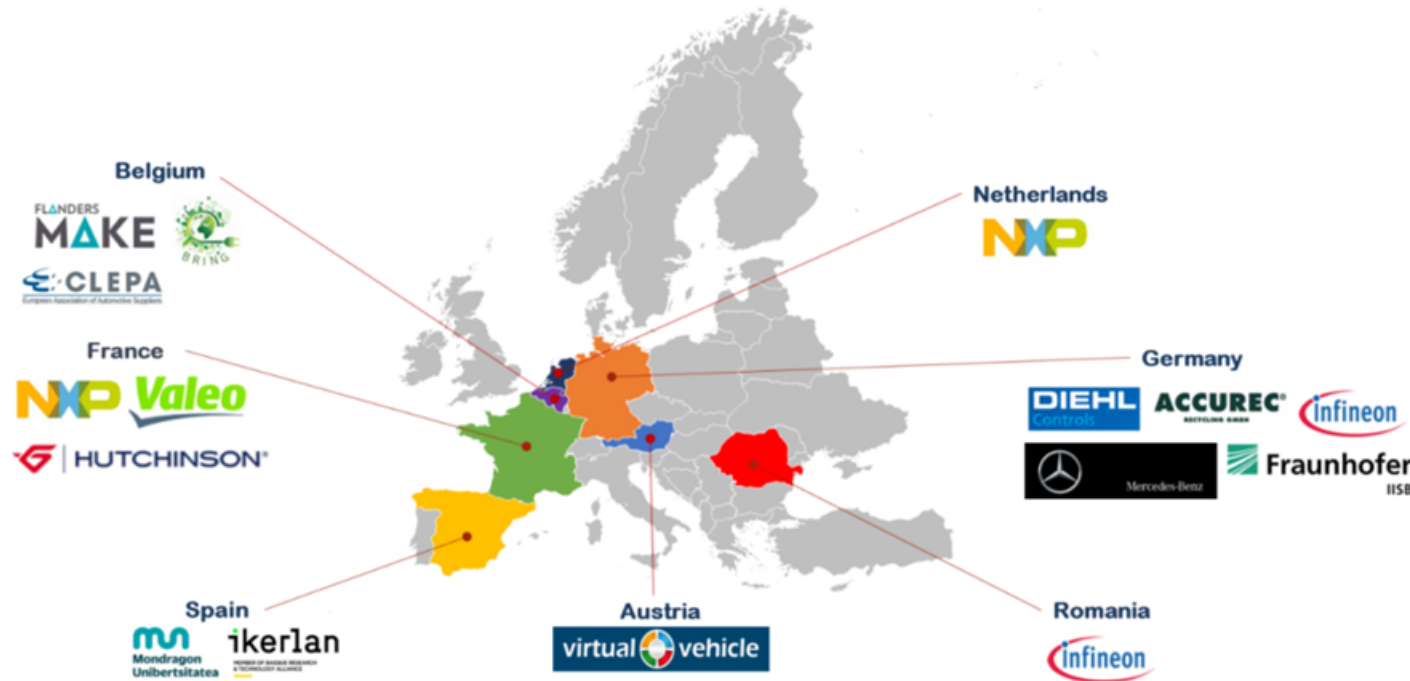 Belgium
FLANDERS
MAKE
BRING
CLEPA
European Association of Automotive Suppliers
Netherlands
NXP
France
NXP Valeo
HUTCHINSON®
Germany
DIEHL
Controls
ACCUREC®
RECYCLING GMBH
infineon
Mercedes-Benz
Fraunhofer
IISB
Spain
Mondragon
Unibertsitatea
ikerlan
MEMBER OF BASQUE RESEARCH
& TECHNOLOGY ALLIANCE
Austria
virtual vehicle
Romania
infineon